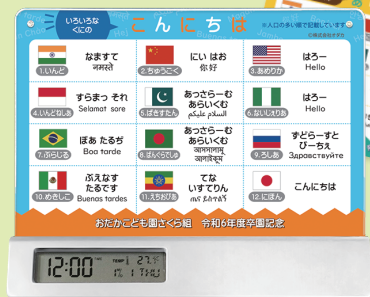 いろいろな
くにの
こんにちは
※人口の多い順で記載しています。
1.いんど
なますて
नमस्ते
2.ちゅうごく
にい はお
你好
3.あめりか
はろー
Hello
4.いんどねしあ
すらまっ それ
Selamat sore
5.ぱきすたん
あっさらーむ
あらいくむ
السلام عليكم
6.ないじぇりあ
はろー
Hello
7.ぶらじる
ぼあ たるぢ
Boa tarde
8.ばんぐらでしゅ
あっさらーむ
あらいくむ
আসসালামু
আলাইকুম
9.ろしあ
ずどらーすと
びーちぇ
Здравствуйте
10.めきしこ
ぶえなす
たるです
Buenas tardes
11.えちおぴあ
てな
いすてりん
12.にほん
こんにちは
おだかこども園さくら組 令和6年度卒園記念
12:00
TEMP
1 THU